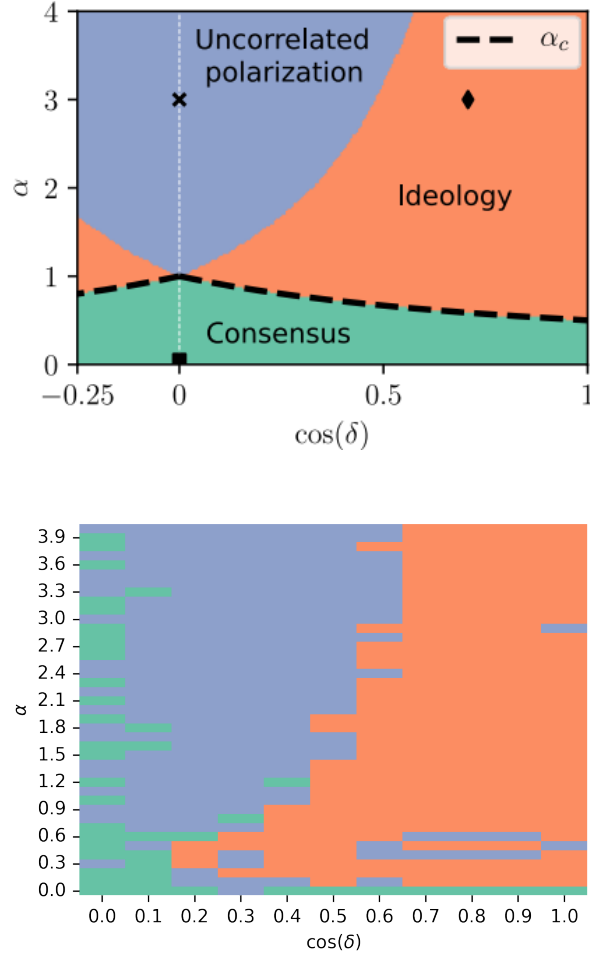 4
Uncorrelated
polarization
α_c
3
α
2
Ideology
1
Consensus
0
−0.25 0 0.5 1
cos(δ)
3.9
3.6
3.3
3.0
2.7
2.4
α
2.1
1.8
1.5
1.2
0.9
0.6
0.3
0.0
0.0 0.1 0.2 0.3 0.4 0.5 0.6 0.7 0.8 0.9 1.0
cos(δ)